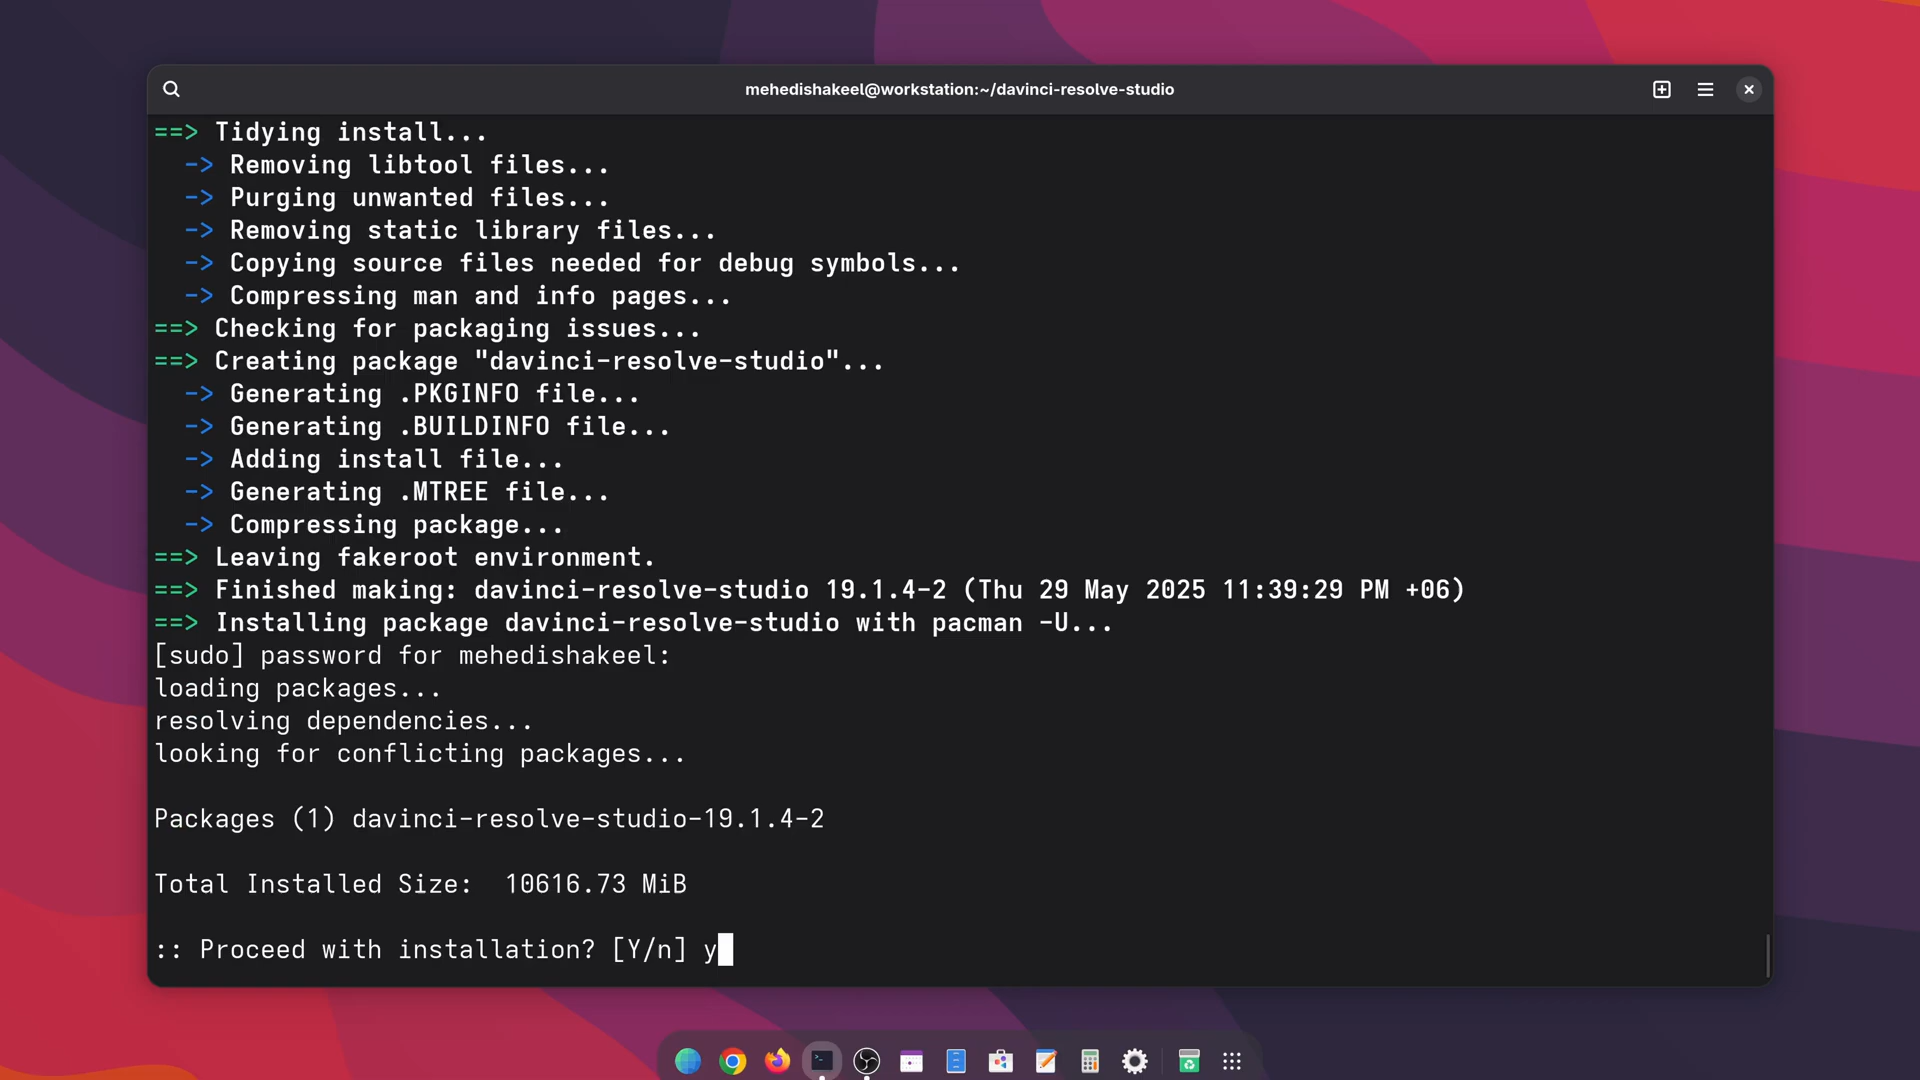 mehedishakeel@workstation:~/davinci-resolve-studio
==> Tidying install...
-> Removing libtool files...
-> Purging unwanted files...
-> Removing static library files...
-> Copying source files needed for debug symbols...
-> Compressing man and info pages...
==> Checking for packaging issues...
==> Creating package "davinci-resolve-studio"...
-> Generating .PKGINFO file...
-> Generating .BUILDINFO file...
-> Adding install file...
-> Generating .MTREE file...
-> Compressing package...
==> Leaving fakeroot environment.
==> Finished making: davinci-resolve-studio 19.1.4-2 (Thu 29 May 2025 11:39:29 PM +06)
==> Installing package davinci-resolve-studio with pacman -U...
[sudo] password for mehedishakeel:
loading packages...
resolving dependencies...
looking for conflicting packages...
Packages (1) davinci-resolve-studio-19.1.4-2
Total Installed Size:  10616.73 MiB
:: Proceed with installation? [Y/n] y